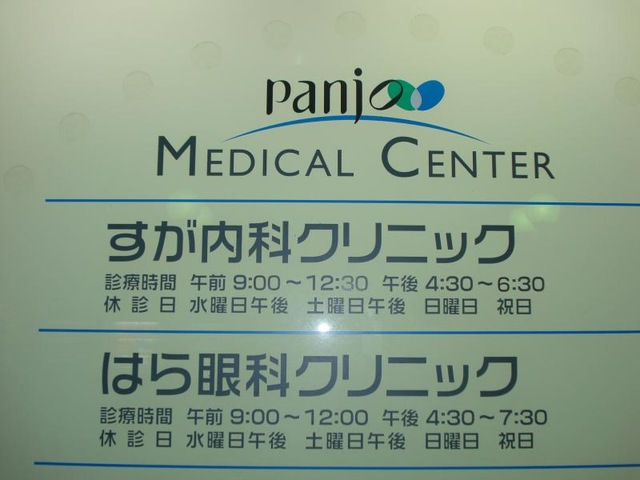 panjo
MEDICAL CENTER
すが内科クリニック
診療時間 午前 9:00〜12:30 午後 4:30〜6:30
休診日 水曜日午後 土曜日午後 日曜日 祝日
はら眼科クリニック
診療時間 午前 9:00〜12:00 午後 4:30〜7:30
休診日 水曜日午後 土曜日午後 日曜日 祝日